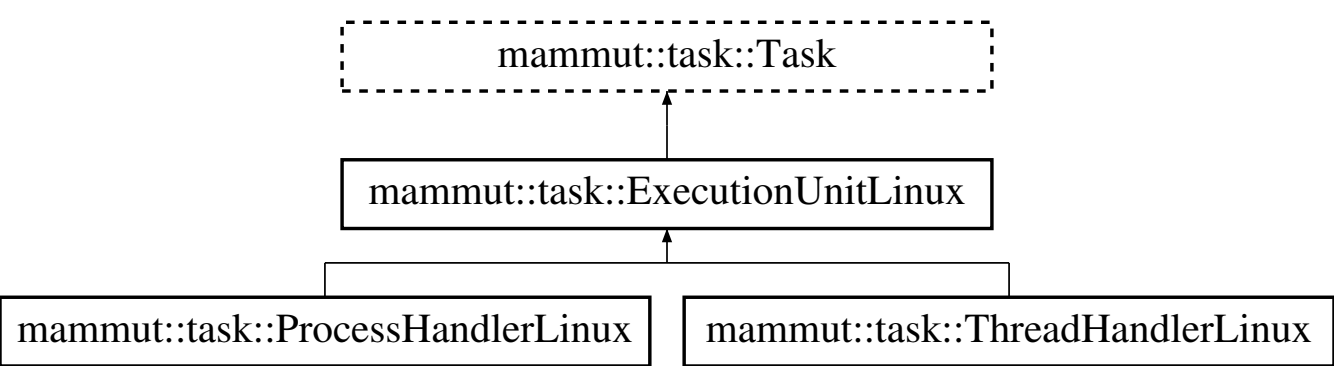 mammut::task::Task
mammut::task::ExecutionUnitLinux
mammut::task::ProcessHandlerLinux
mammut::task::ThreadHandlerLinux